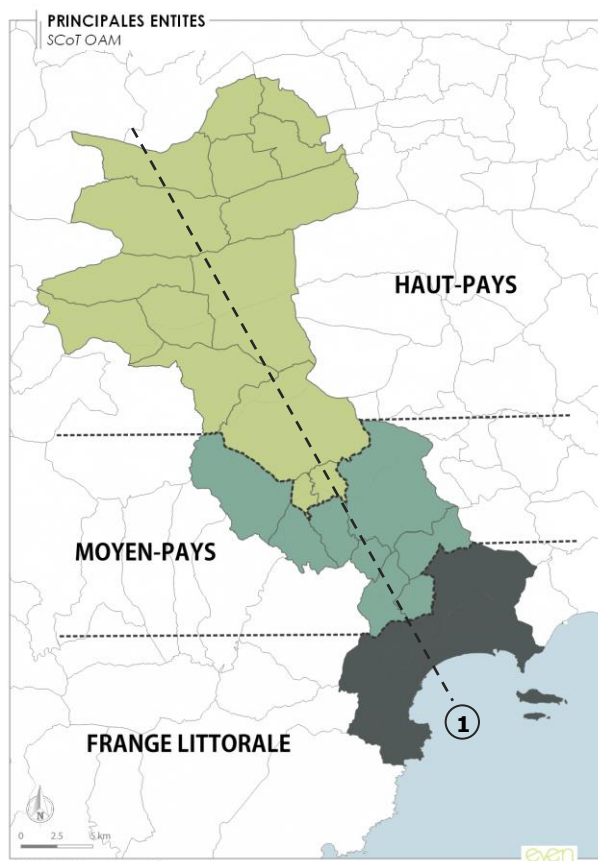 PRINCIPALES ENTITES
SCoT OAM
HAUT-PAYS
MOYEN-PAYS
FRANGE LITTORALE
1
N
0 2.5 5 km
even